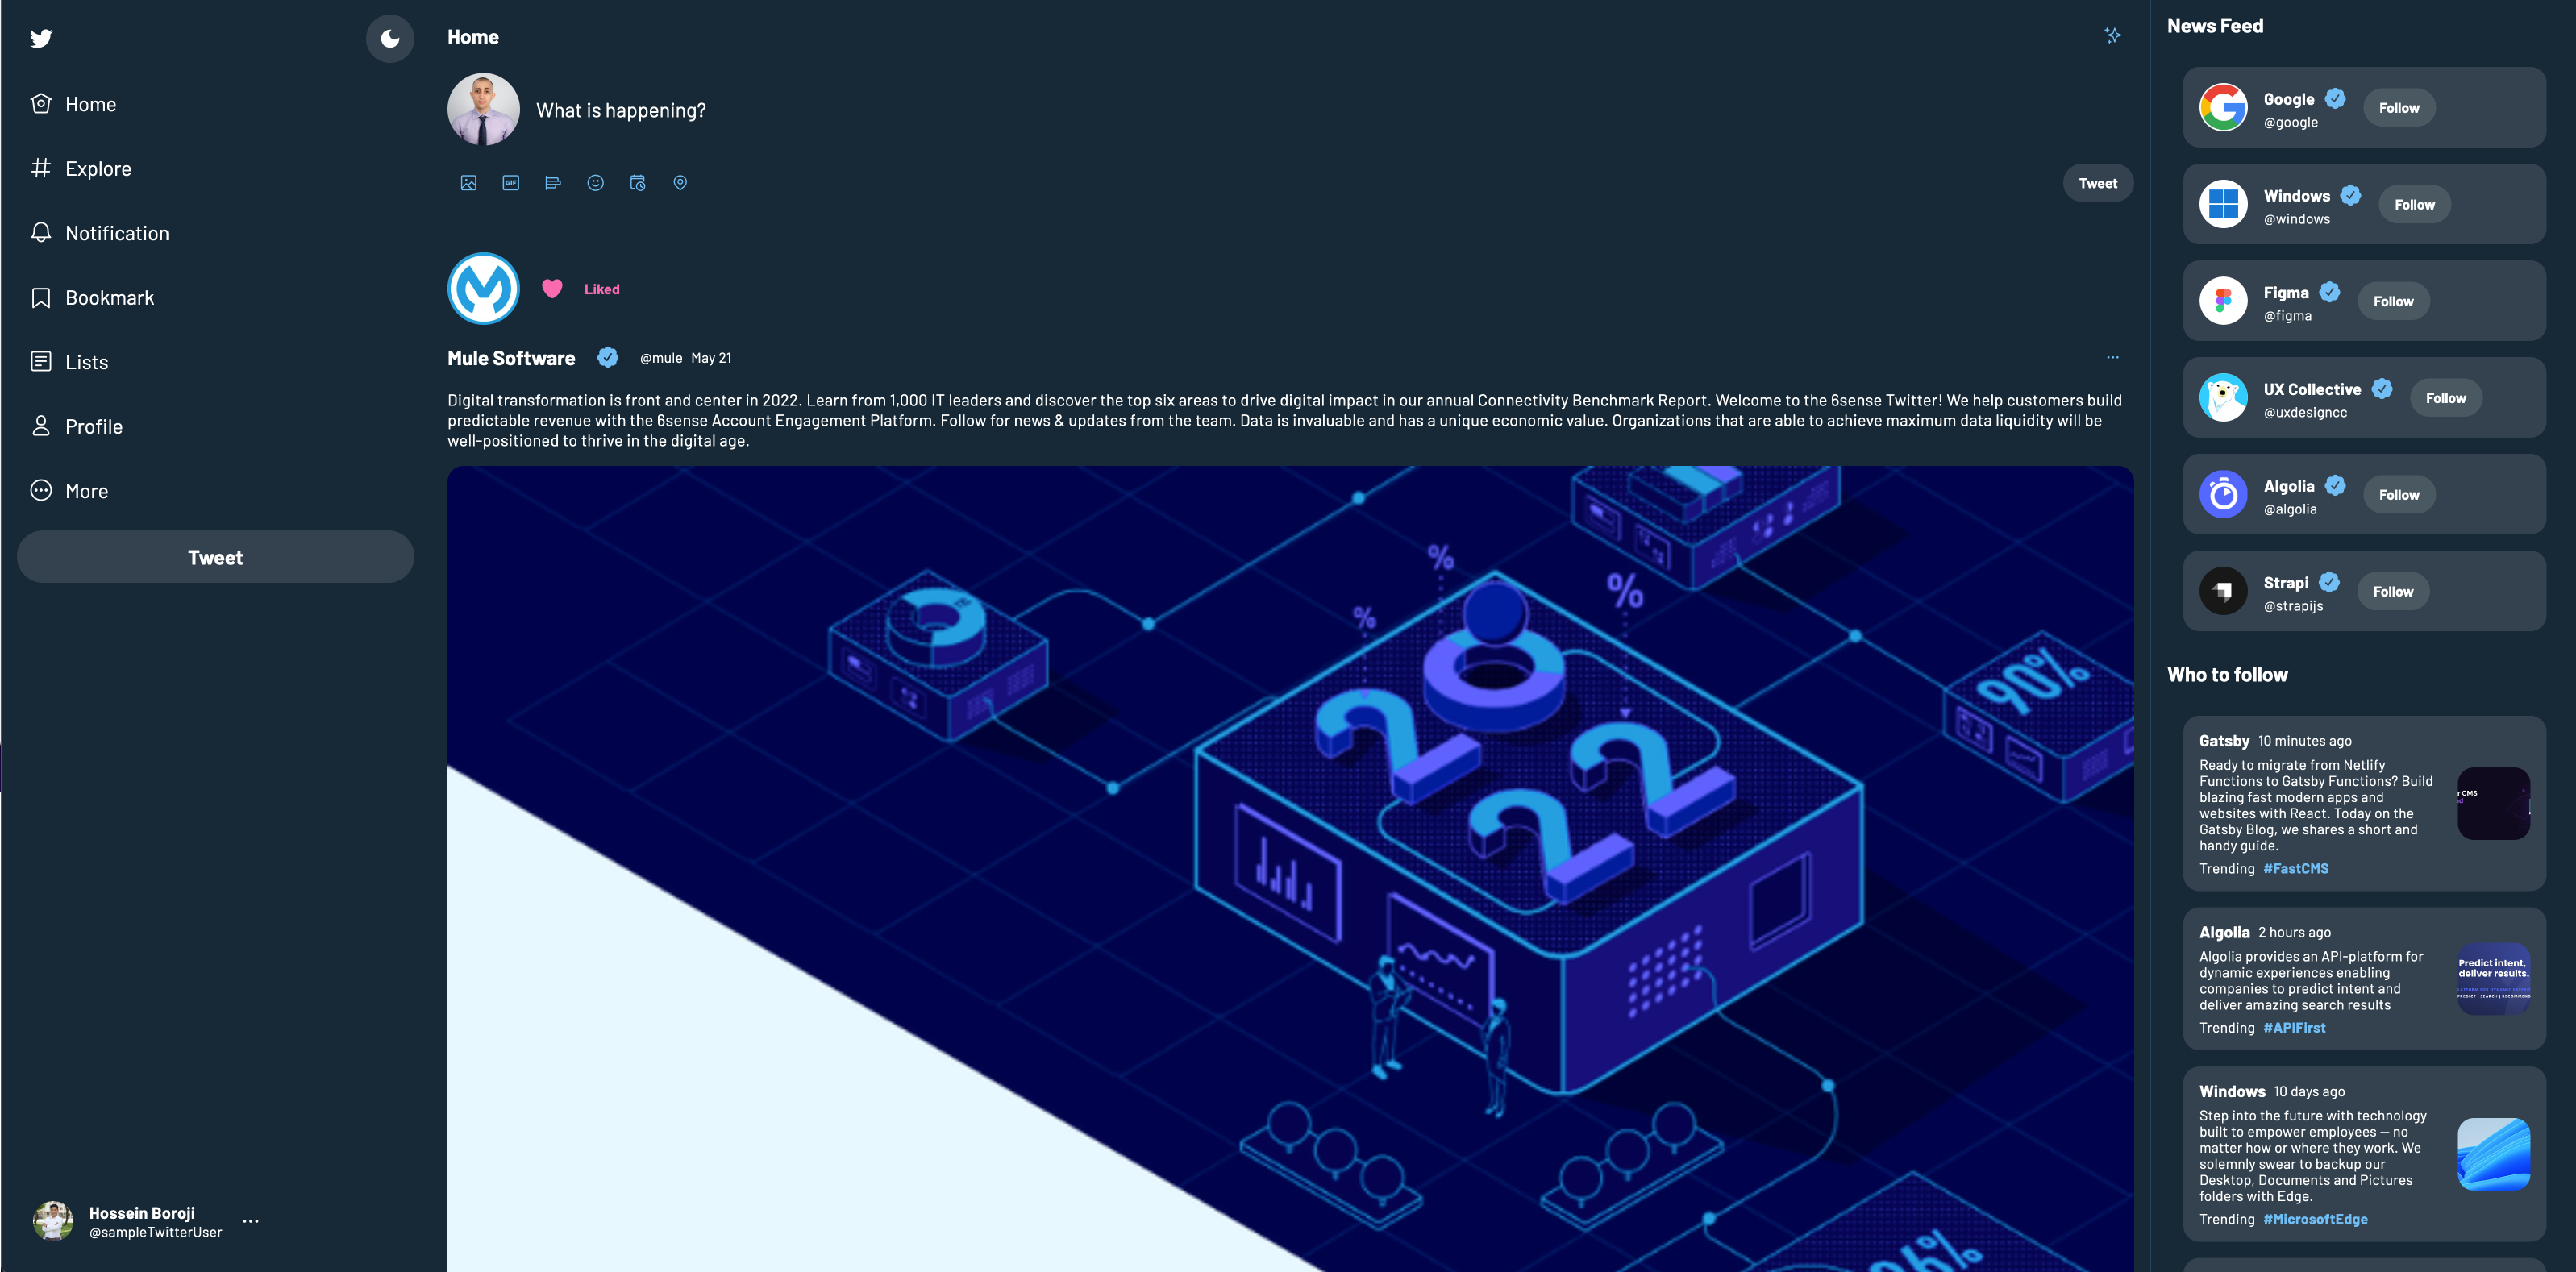 Home
Explore
Notification
Bookmark
Lists
Profile
More
Tweet
Hossein Boroji
@sampleTwitterUser
Home
What is happening?
GIF
Tweet
Liked
Mule Software @mule May 21
Digital transformation is front and center in 2022. Learn from 1,000 IT leaders and discover the top six areas to drive digital impact in our annual Connectivity Benchmark Report. Welcome to the 6sense Twitter! We help customers build
predictable revenue with the 6sense Account Engagement Platform. Follow for news & updates from the team. Data is invaluable and has a unique economic value. Organizations that are able to achieve maximum data liquidity will be
well-positioned to thrive in the digital age.
% % %
2022
90%
News Feed
Google Follow
@google
Windows Follow
@windows
Figma Follow
@figma
UX Collective Follow
@uxdesigncc
Algolia Follow
@algolia
Strapi Follow
@strapijs
Who to follow
Gatsby 10 minutes ago
Ready to migrate from Netlify
Functions to Gatsby Functions? Build
blazing fast modern apps and
websites with React. Today on the
Gatsby Blog, we shares a short and
handy guide.
Trending #FastCMS
CMS
Algolia 2 hours ago
Algolia provides an API-platform for
dynamic experiences enabling
companies to predict intent and
deliver amazing search results
Trending #APIFirst
Predict intent,
deliver results.
Windows 10 days ago
Step into the future with technology
built to empower employees — no
matter how or where they work. We
solemnly swear to backup our
Desktop, Documents and Pictures
folders with Edge.
Trending #MicrosoftEdge